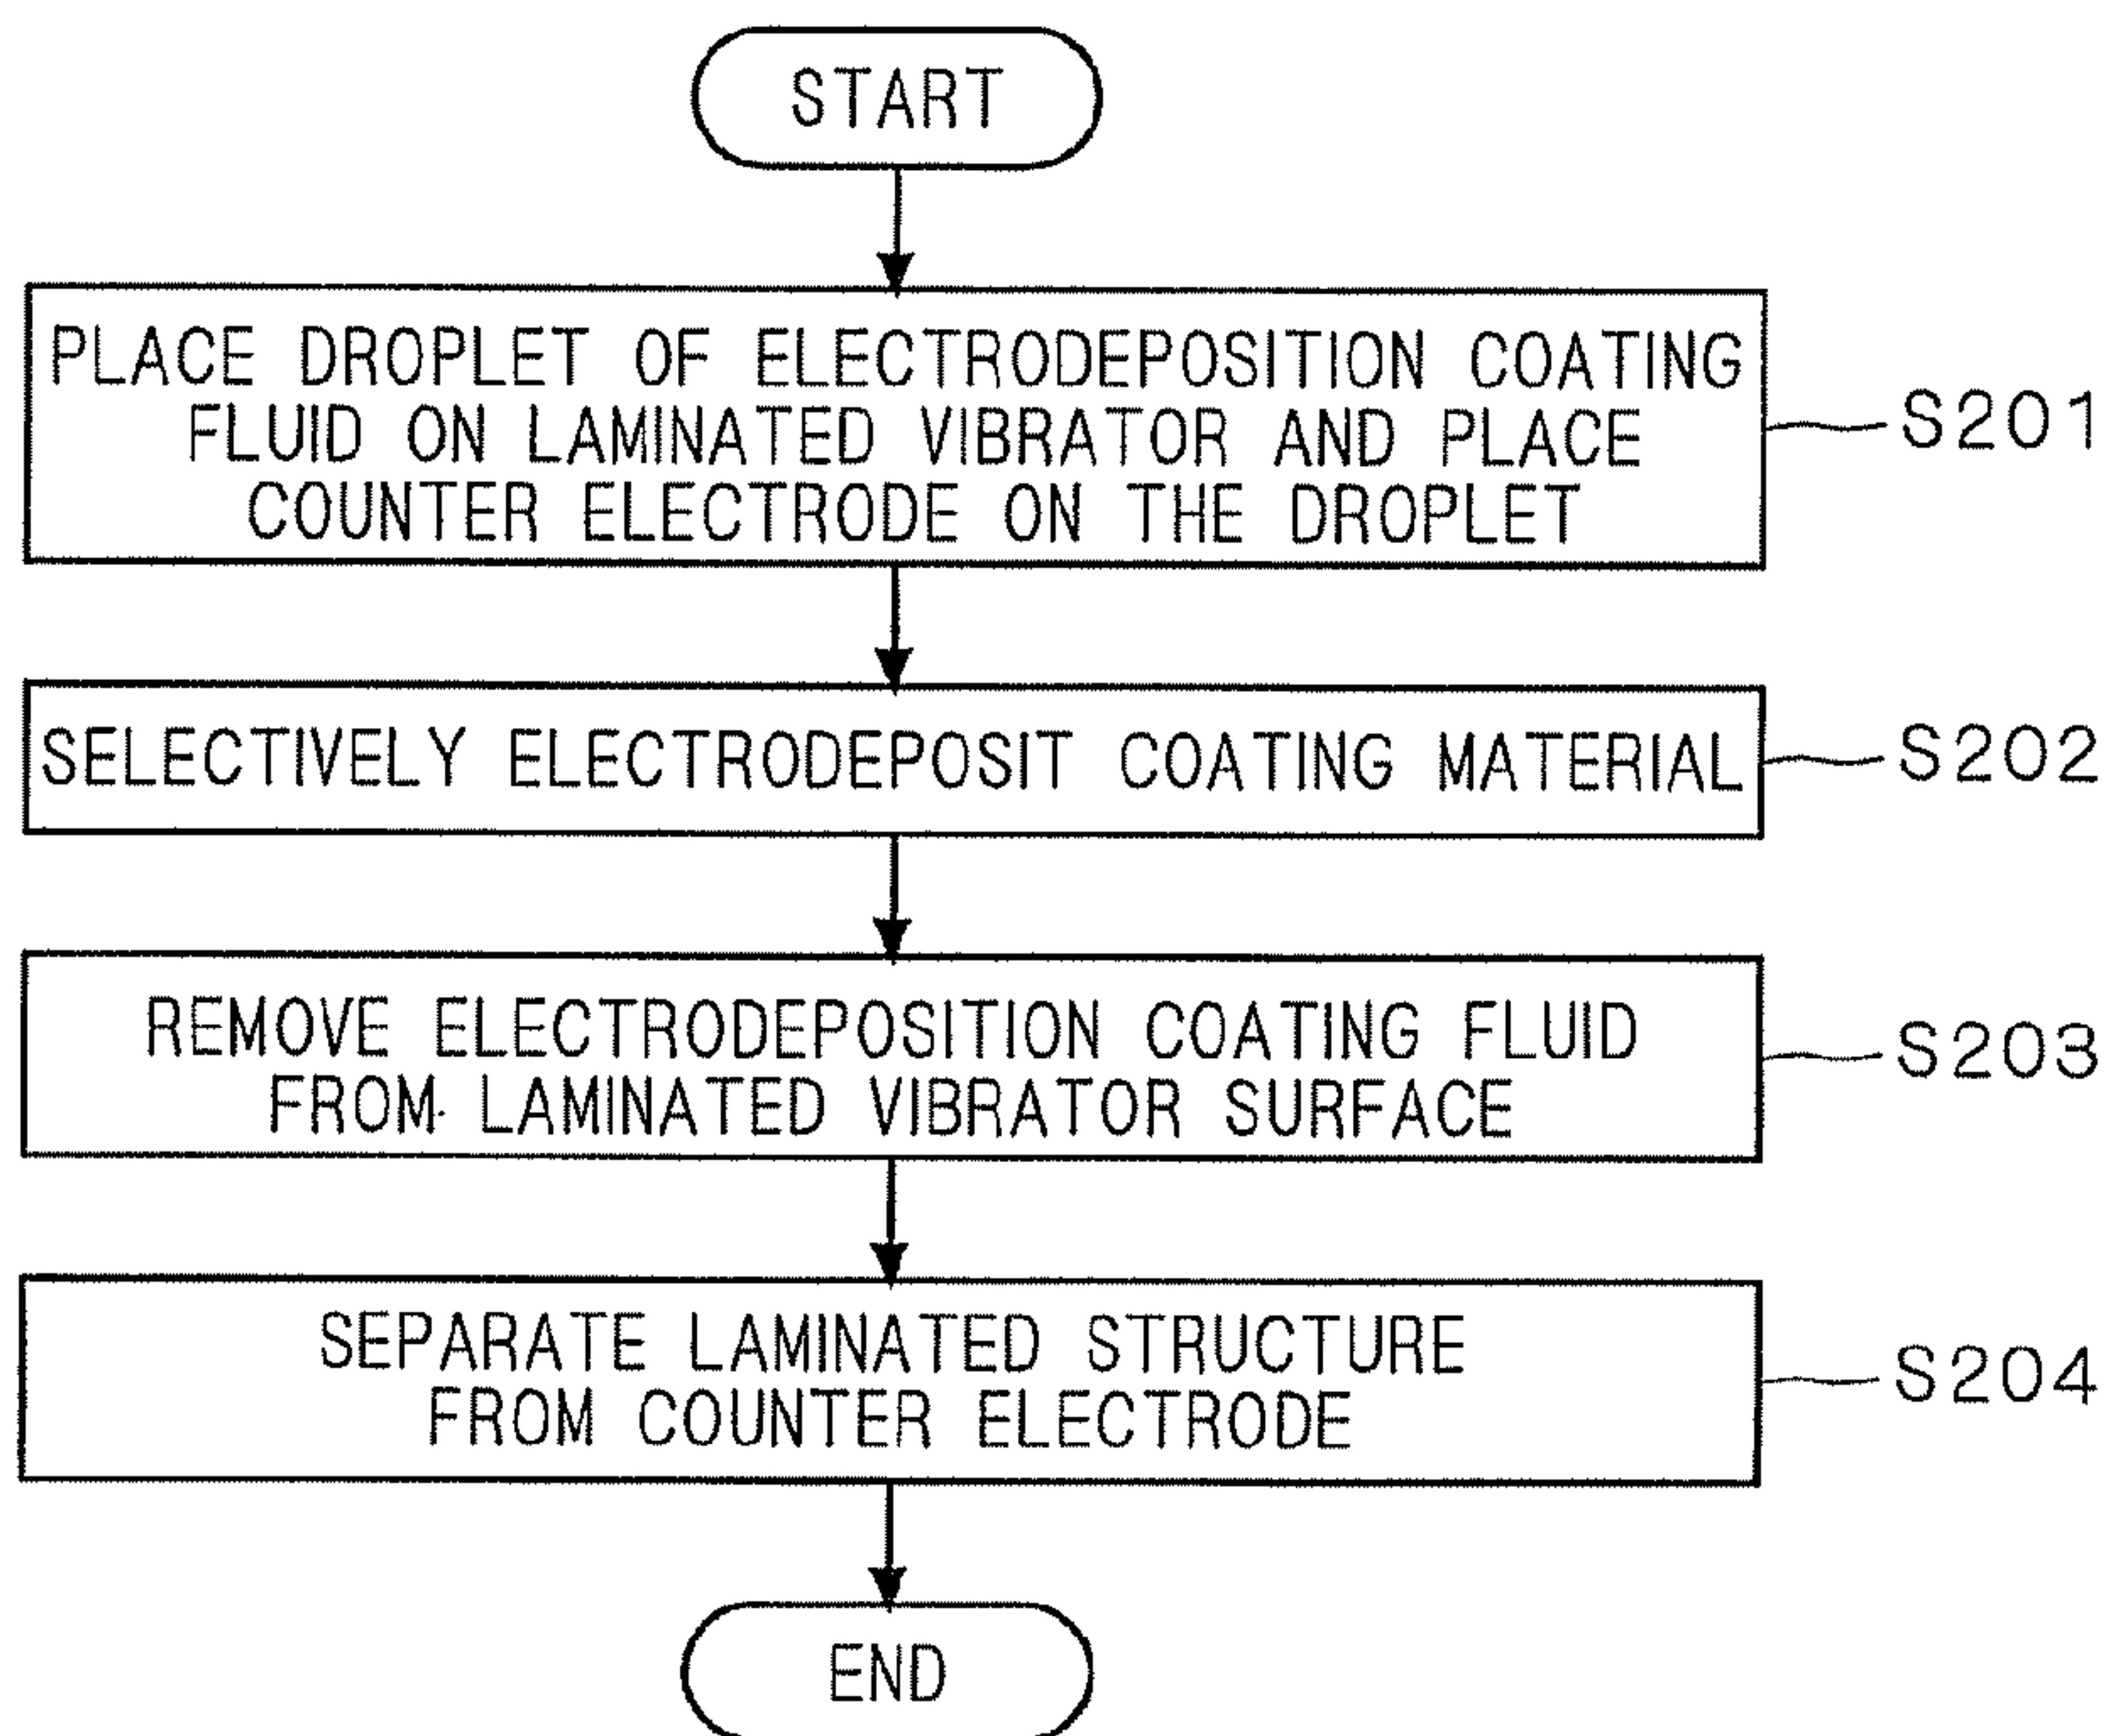 START
PLACE DROPLET OF ELECTRODEPOSITION COATING
FLUID ON LAMINATED VIBRATOR AND PLACE
COUNTER ELECTRODE ON THE DROPLET
S201
SELECTIVELY ELECTRODEPOSIT COATING MATERIAL
S202
REMOVE ELECTRODEPOSITION COATING FLUID
FROM LAMINATED VIBRATOR SURFACE
S203
SEPARATE LAMINATED STRUCTURE
FROM COUNTER ELECTRODE
S204
END